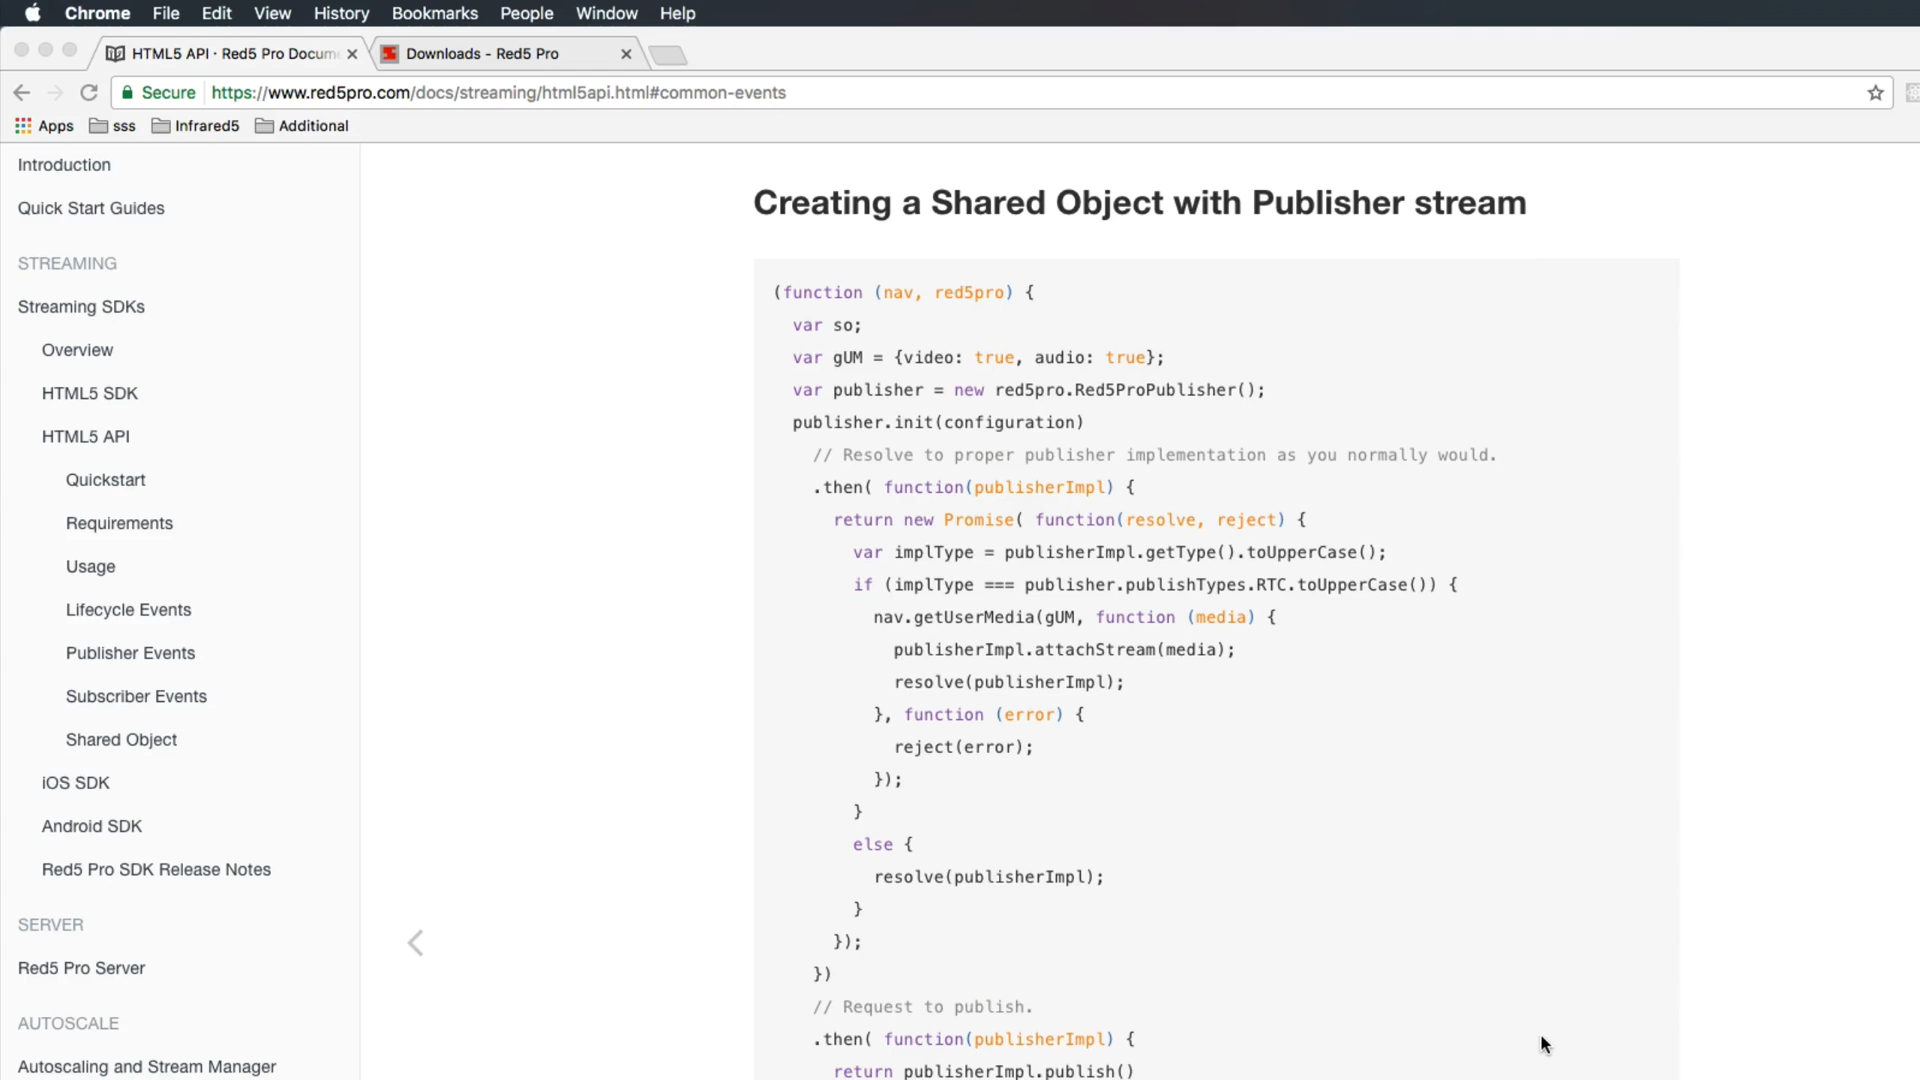 Chrome File Edit View History Bookmarks People Window Help
HTML5 API · Red5 Pro Docum
Downloads - Red5 Pro
Secure https://www.red5pro.com/docs/streaming/html5api.html#common-events
Apps sss Infrared5 Additional
Introduction
Quick Start Guides
STREAMING
Streaming SDKs
Overview
HTML5 SDK
HTML5 API
Quickstart
Requirements
Usage
Lifecycle Events
Publisher Events
Subscriber Events
Shared Object
iOS SDK
Android SDK
Red5 Pro SDK Release Notes
SERVER
Red5 Pro Server
AUTOSCALE
Autoscaling and Stream Manager
Creating a Shared Object with Publisher stream
(function (nav, red5pro) {
var so;
var gUM = {video: true, audio: true};
var publisher = new red5pro.Red5ProPublisher();
publisher.init(configuration)
// Resolve to proper publisher implementation as you normally would.
.then( function(publisherImpl) {
return new Promise( function(resolve, reject) {
var implType = publisherImpl.getType().toUpperCase();
if (implType === publisher.publishTypes.RTC.toUpperCase()) {
nav.getUserMedia(gUM, function (media) {
publisherImpl.attachStream(media);
resolve(publisherImpl);
}, function (error) {
reject(error);
});
}
else {
resolve(publisherImpl);
}
});
})
// Request to publish.
.then( function(publisherImpl) {
return publisherImpl.publish()